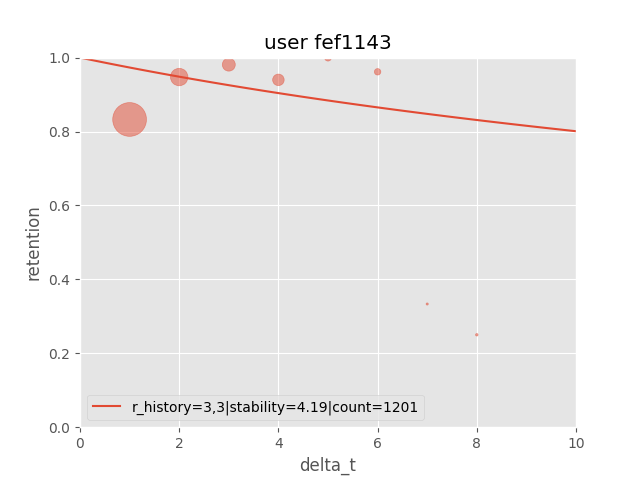 user fef1143
1.0
0.8
0.6
0.4
0.2
0.0
retention
r_history=3,3|stability=4.19|count=1201
0 2 4 6 8 10
delta_t